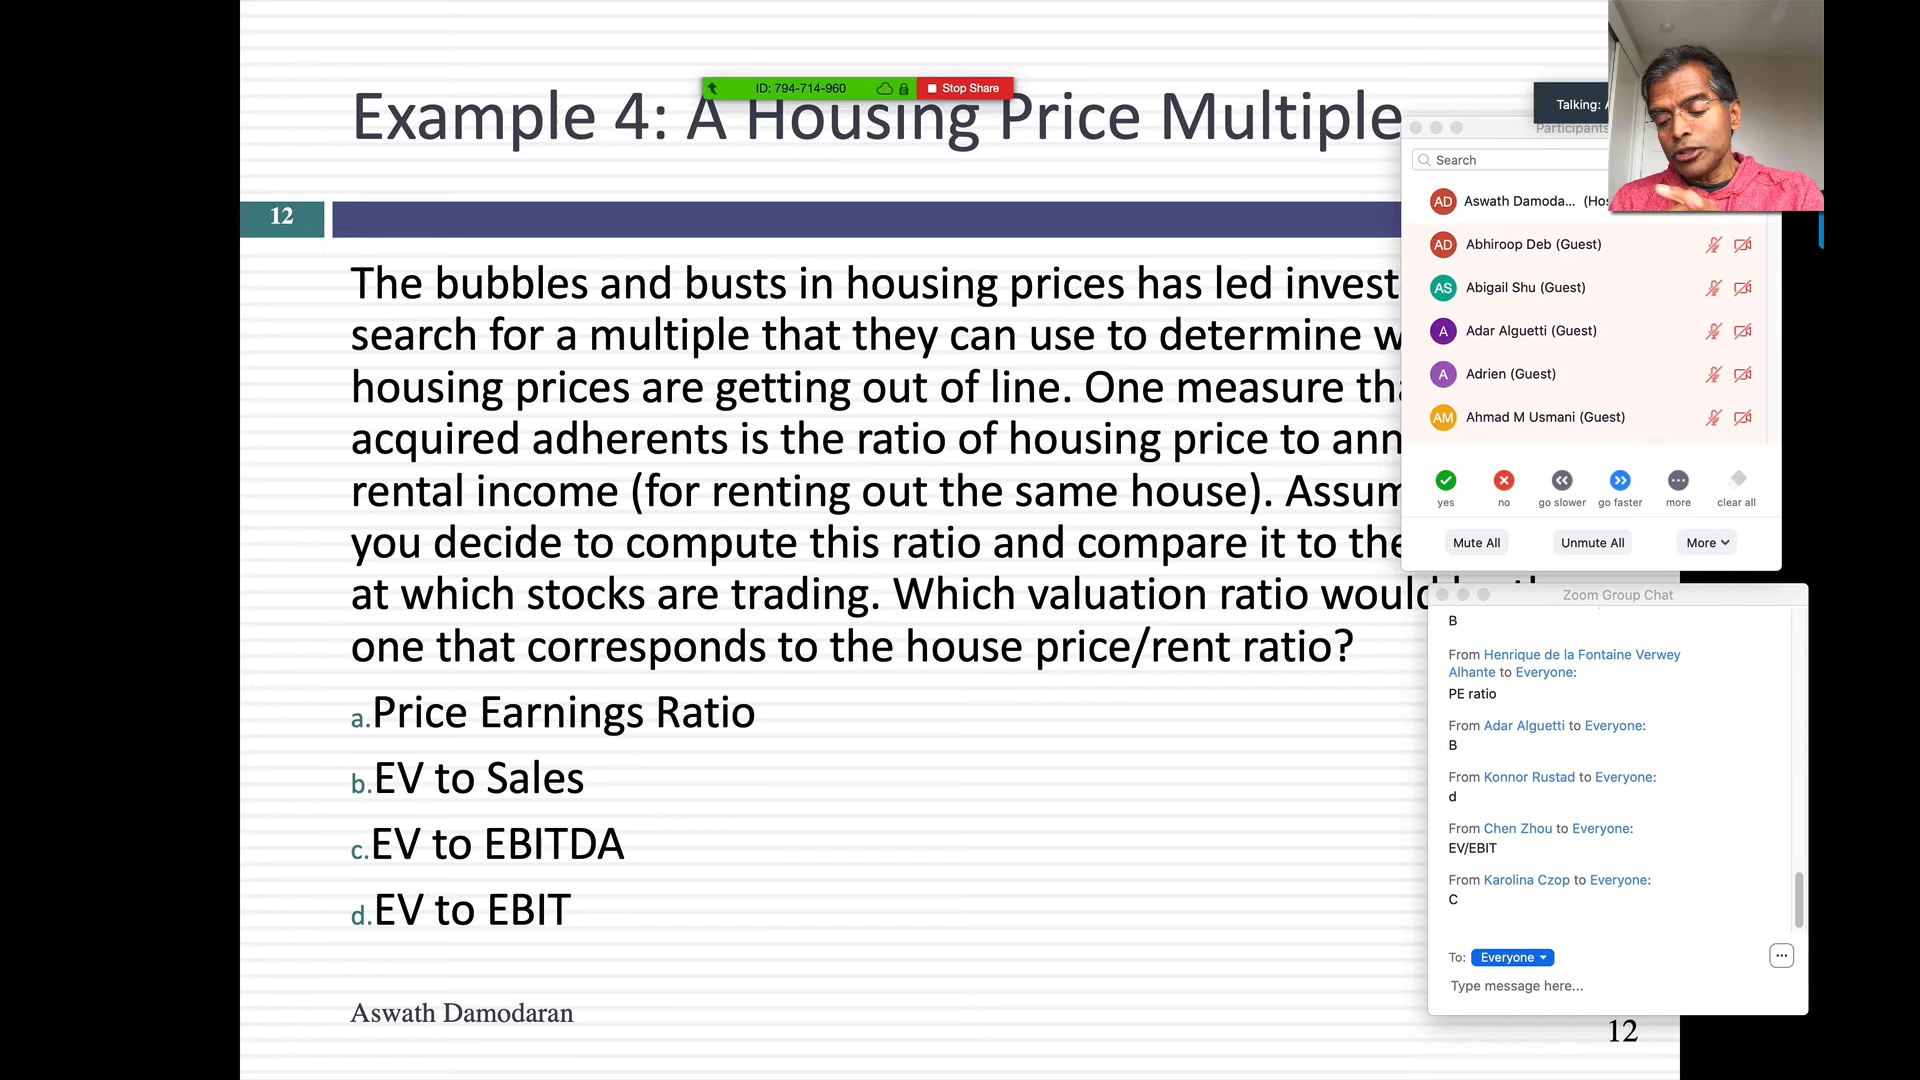 ID: 794-714-960
Stop Share
Example 4: A Housing Price Multiple
12
The bubbles and busts in housing prices has led invest
search for a multiple that they can use to determine w
housing prices are getting out of line. One measure tha
acquired adherents is the ratio of housing price to ann
rental income (for renting out the same house). Assum
you decide to compute this ratio and compare it to the
at which stocks are trading. Which valuation ratio would
one that corresponds to the house price/rent ratio?
a.Price Earnings Ratio
b.EV to Sales
c.EV to EBITDA
d.EV to EBIT
Aswath Damodaran
12
Talking:
Participants
Search
AD Aswath Damoda... (Hos
AD Abhiroop Deb (Guest)
AS Abigail Shu (Guest)
A Adar Alguetti (Guest)
A Adrien (Guest)
AM Ahmad M Usmani (Guest)
yes no go slower go faster more clear all
Mute All Unmute All More
Zoom Group Chat
B
From Henrique de la Fontaine Verwey
Alhante to Everyone:
PE ratio
From Adar Alguetti to Everyone:
B
From Konnor Rustad to Everyone:
d
From Chen Zhou to Everyone:
EV/EBIT
From Karolina Czop to Everyone:
C
To: Everyone
Type message here...